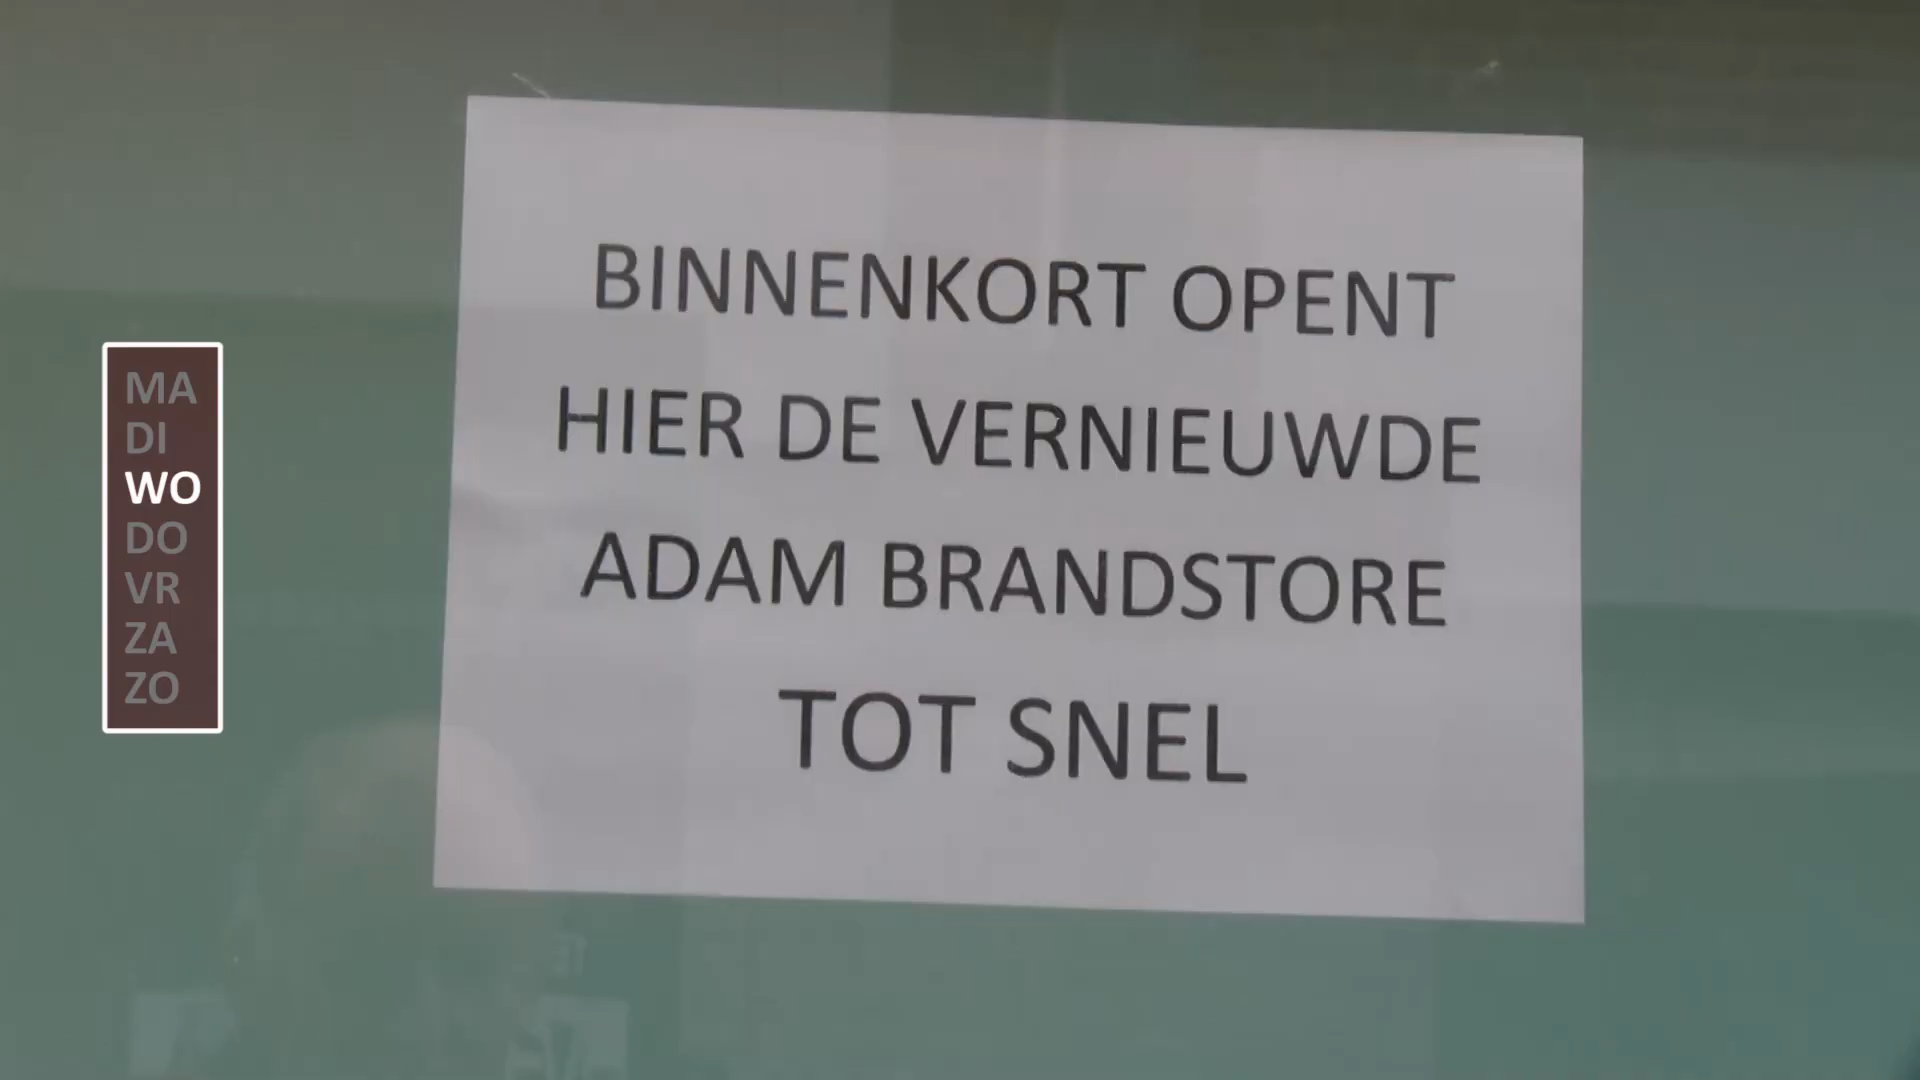 MA
DI
WO
DO
VR
ZA
ZO
BINNENKORT OPENT
HIER DE VERNIEUWDE
ADAM BRANDSTORE
TOT SNEL